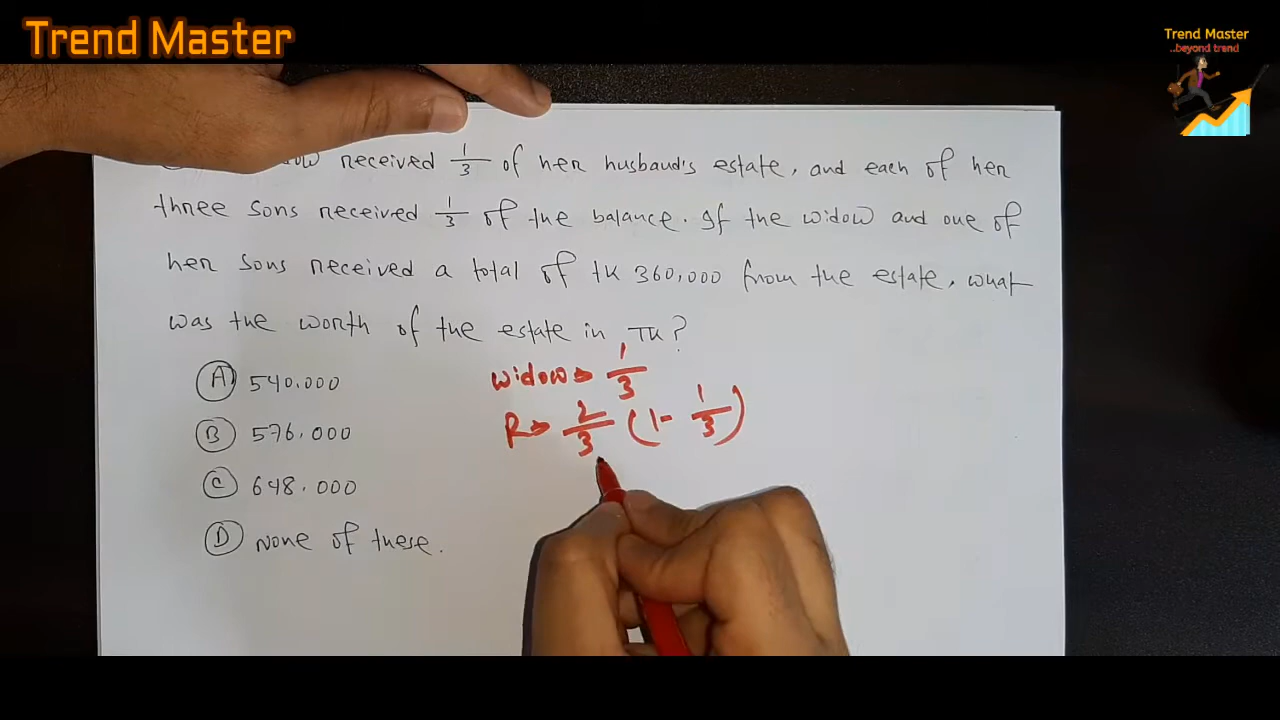 Trend Master
Trend Master
..beyond trend
received 1/3 of her husband's estate, and each of her
three sons received 1/3 of the balance. If the widow and one of
her sons received a total of tk 360,000 from the estate, what
was the worth of the estate in TK?
(A) 540.000
(B) 576.000
(C) 648.000
(D) None of these.
widow → 1/3
R → 2/3 (1 - 1/3)